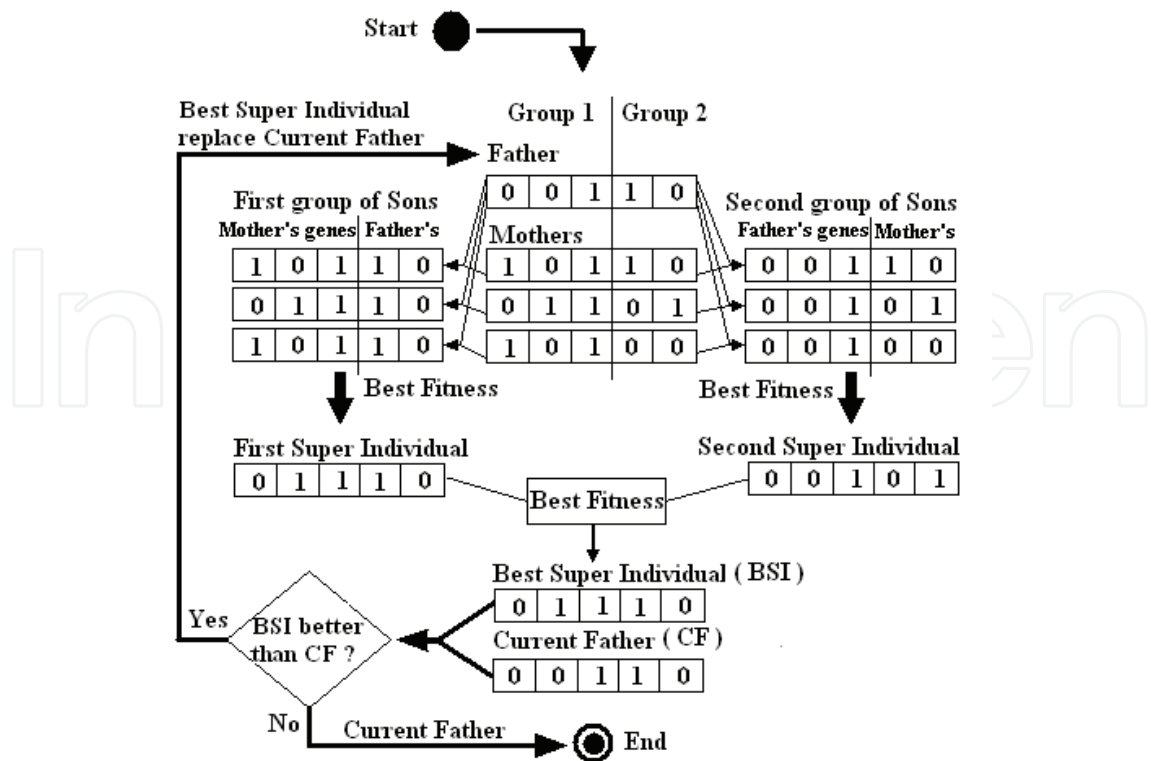 Start
Best Super Individual
replace Current Father
Group 1 Group 2
Father
0 0 1 1 0
First group of Sons
Mother's genes Father's
1 0 1 1 0
0 1 1 1 0
1 0 1 1 0
Mothers
1 0 1 1 0
0 1 1 0 1
1 0 1 0 0
Second group of Sons
Father's genes Mother's
0 0 1 1 0
0 0 1 0 1
0 0 1 0 0
Best Fitness
Best Fitness
First Super Individual
0 1 1 1 0
Second Super Individual
0 0 1 0 1
Best Fitness
Best Super Individual ( BSI )
0 1 1 1 0
Current Father ( CF )
0 0 1 1 0
Yes
BSI better
than CF ?
No
Current Father
End
In
en